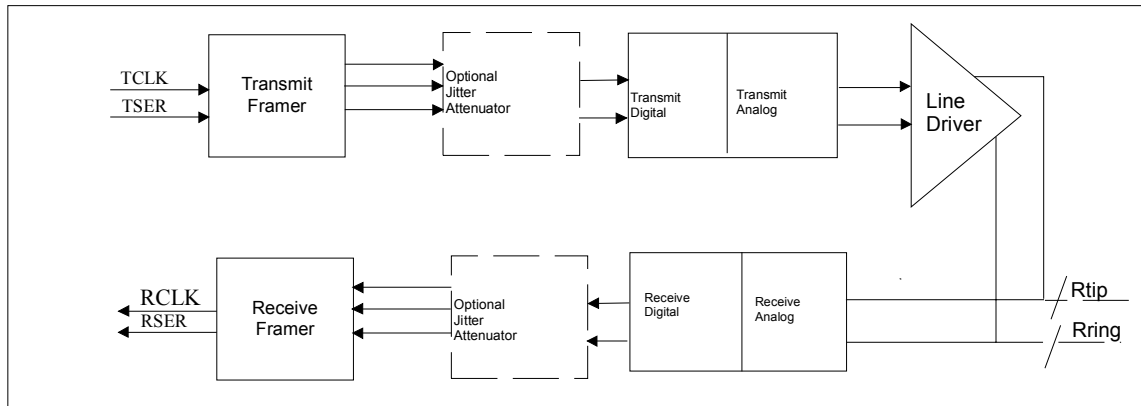 TCLK
TSER
Transmit
Framer
Optional
Jitter
Attenuator
Transmit
Digital
Transmit
Analog
Line
Driver
RCLK
RSER
Receive
Framer
Optional
Jitter
Attenuator
Receive
Digital
Receive
Analog
Rtip
Rring